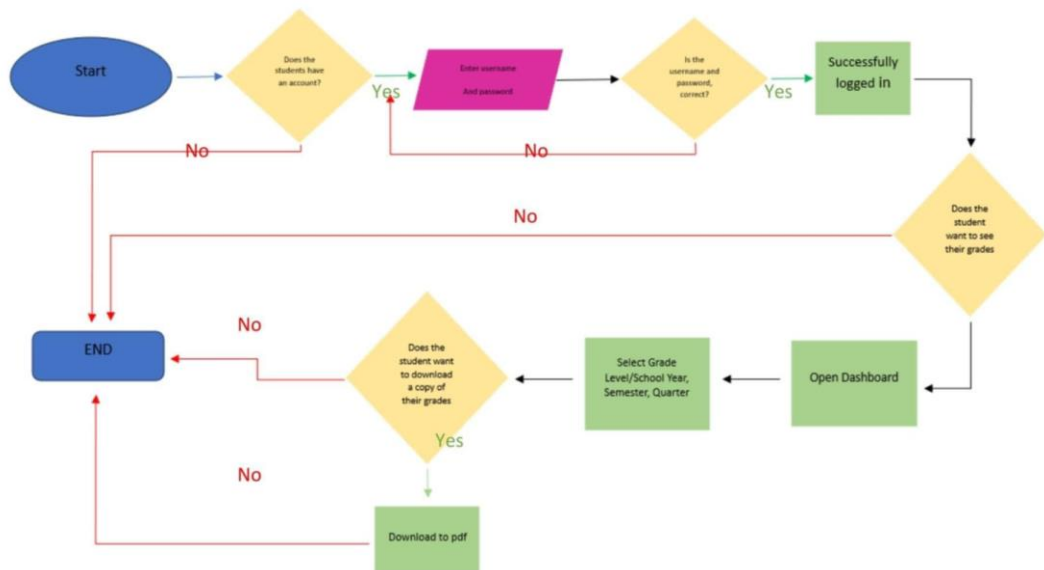 Start
Does the
students have
an account?
Yes
No
Enter username
And password
Is the
username and
password,
correct?
Yes
No
Successfully
logged in
Does the
student
want to see
their grades
No
Open Dashboard
Select Grade
Level/School Year,
Semester, Quarter
Does the
student want
to download
a copy of
their grades
No
Yes
Download to pdf
No
END